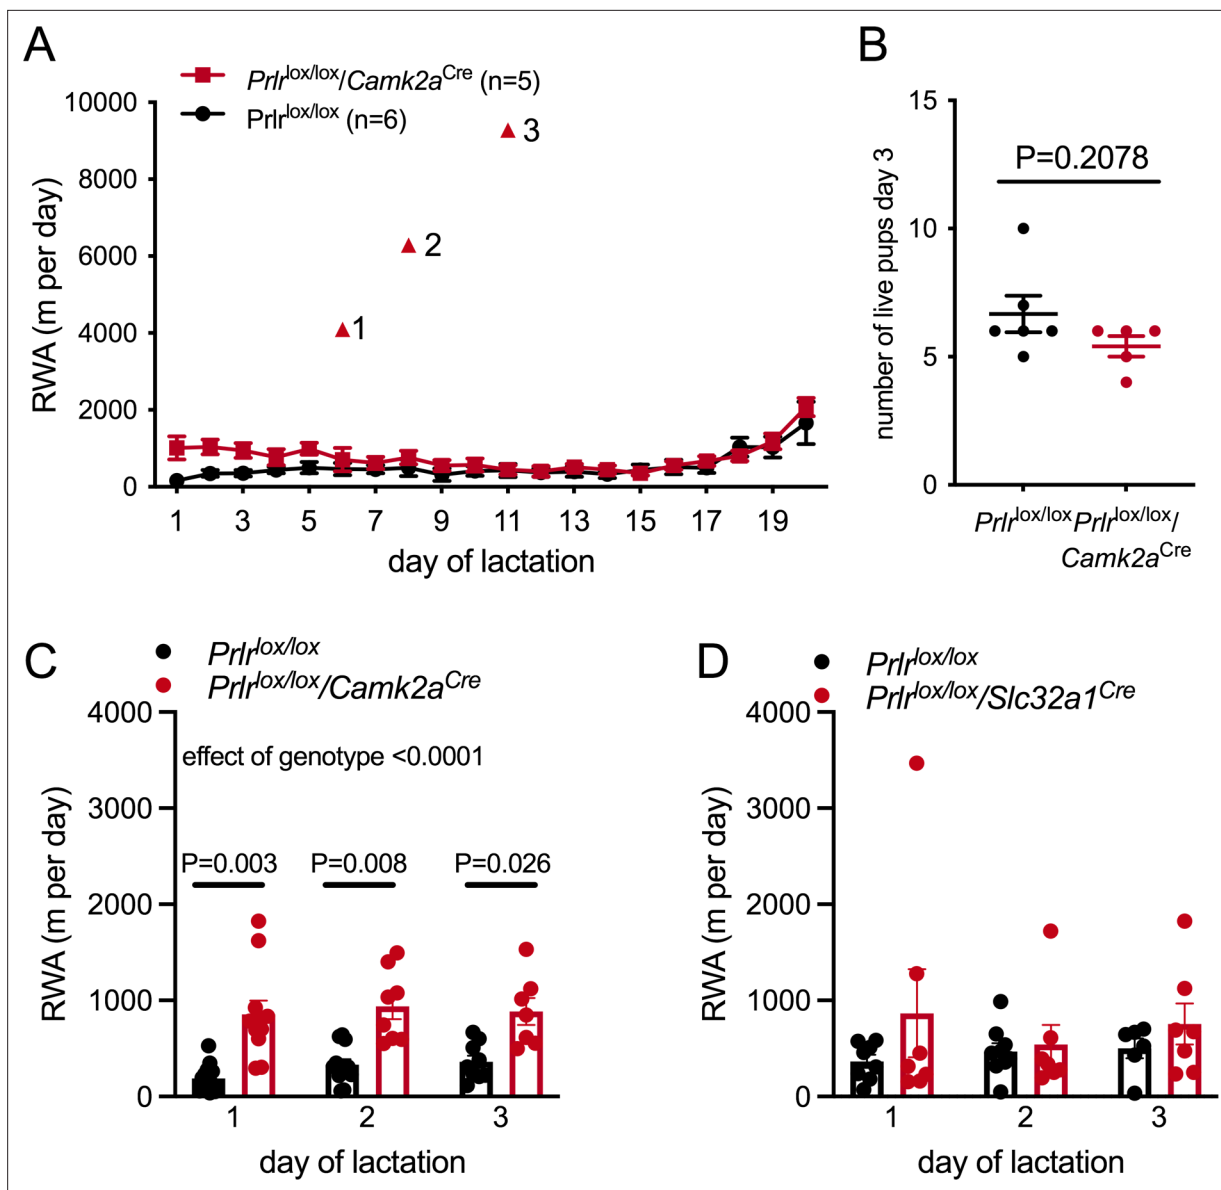 A
Prlr^lox/lox/Camk2a^Cre (n=5)
Prlr^lox/lox (n=6)
RWA (m per day)
10000
8000
6000
4000
2000
0
1
2
3
1 3 5 7 9 11 13 15 17 19
day of lactation
B
number of live pups day 3
15
10
5
0
P=0.2078
Prlr^lox/lox Prlr^lox/lox/
Camk2a^Cre
C
Prlr^lox/lox
Prlr^lox/lox/Camk2a^Cre
RWA (m per day)
4000
3000
2000
1000
0
effect of genotype <0.0001
P=0.003 P=0.008 P=0.026
1 2 3
day of lactation
D
Prlr^lox/lox
Prlr^lox/lox/Slc32a1^Cre
RWA (m per day)
4000
3000
2000
1000
0
1 2 3
day of lactation